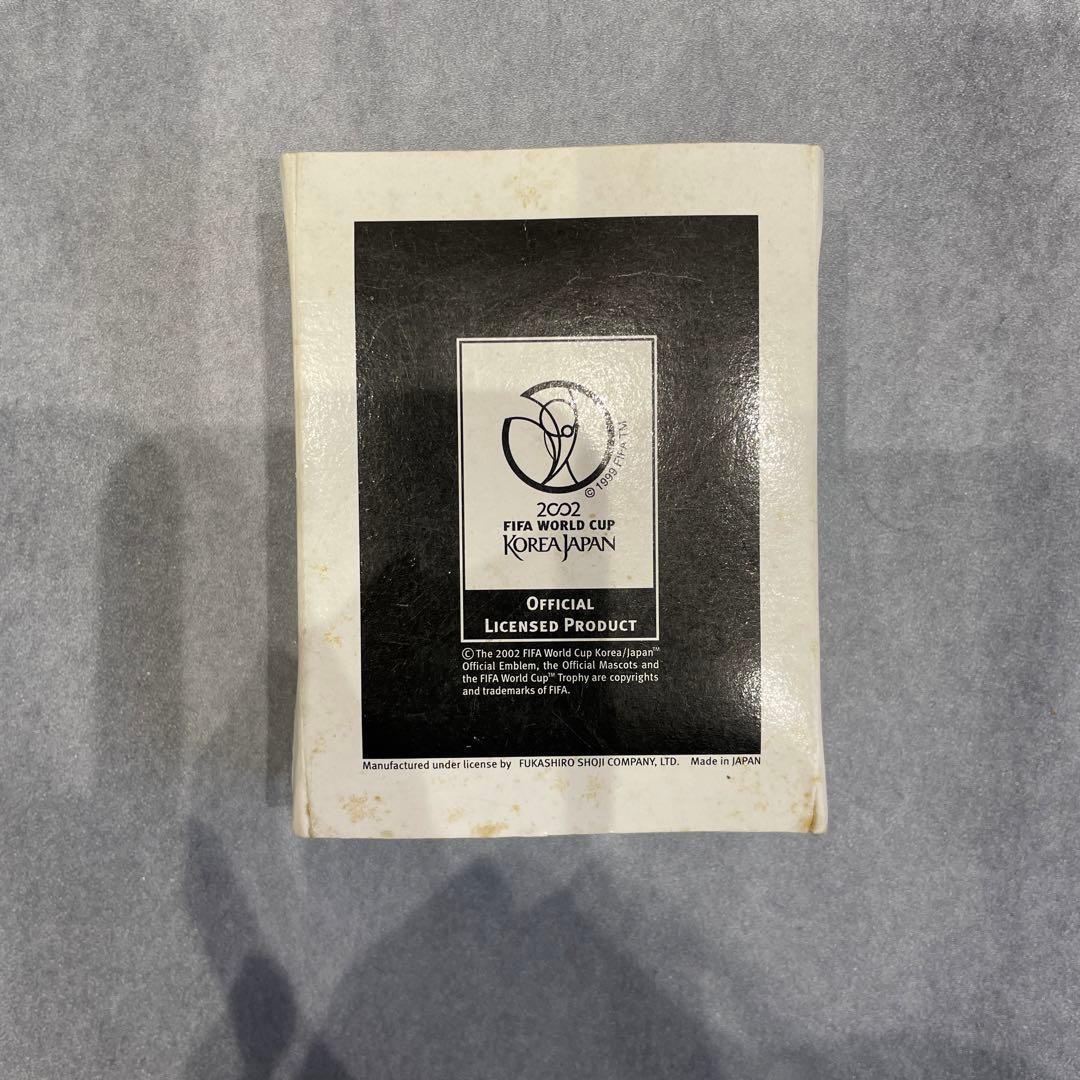 © 1999 FIFA TM
2002
FIFA WORLD CUP
KOREA JAPAN
OFFICIAL
LICENSED PRODUCT
© The 2002 FIFA World Cup Korea/Japan™
Official Emblem, the Official Mascots and
the FIFA World Cup™ Trophy are copyrights
and trademarks of FIFA.
Manufactured under license by FUKASHIRO SHOJI COMPANY, LTD. Made in JAPAN